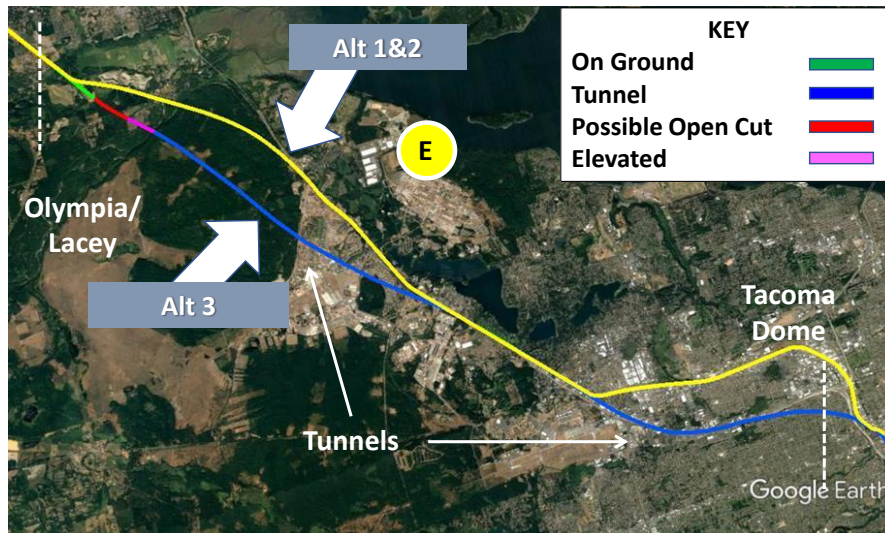 Alt 1&2
KEY
On Ground
Tunnel
Possible Open Cut
Elevated
E
Olympia/
Lacey
Alt 3
Tacoma
Dome
Tunnels
Google Earth